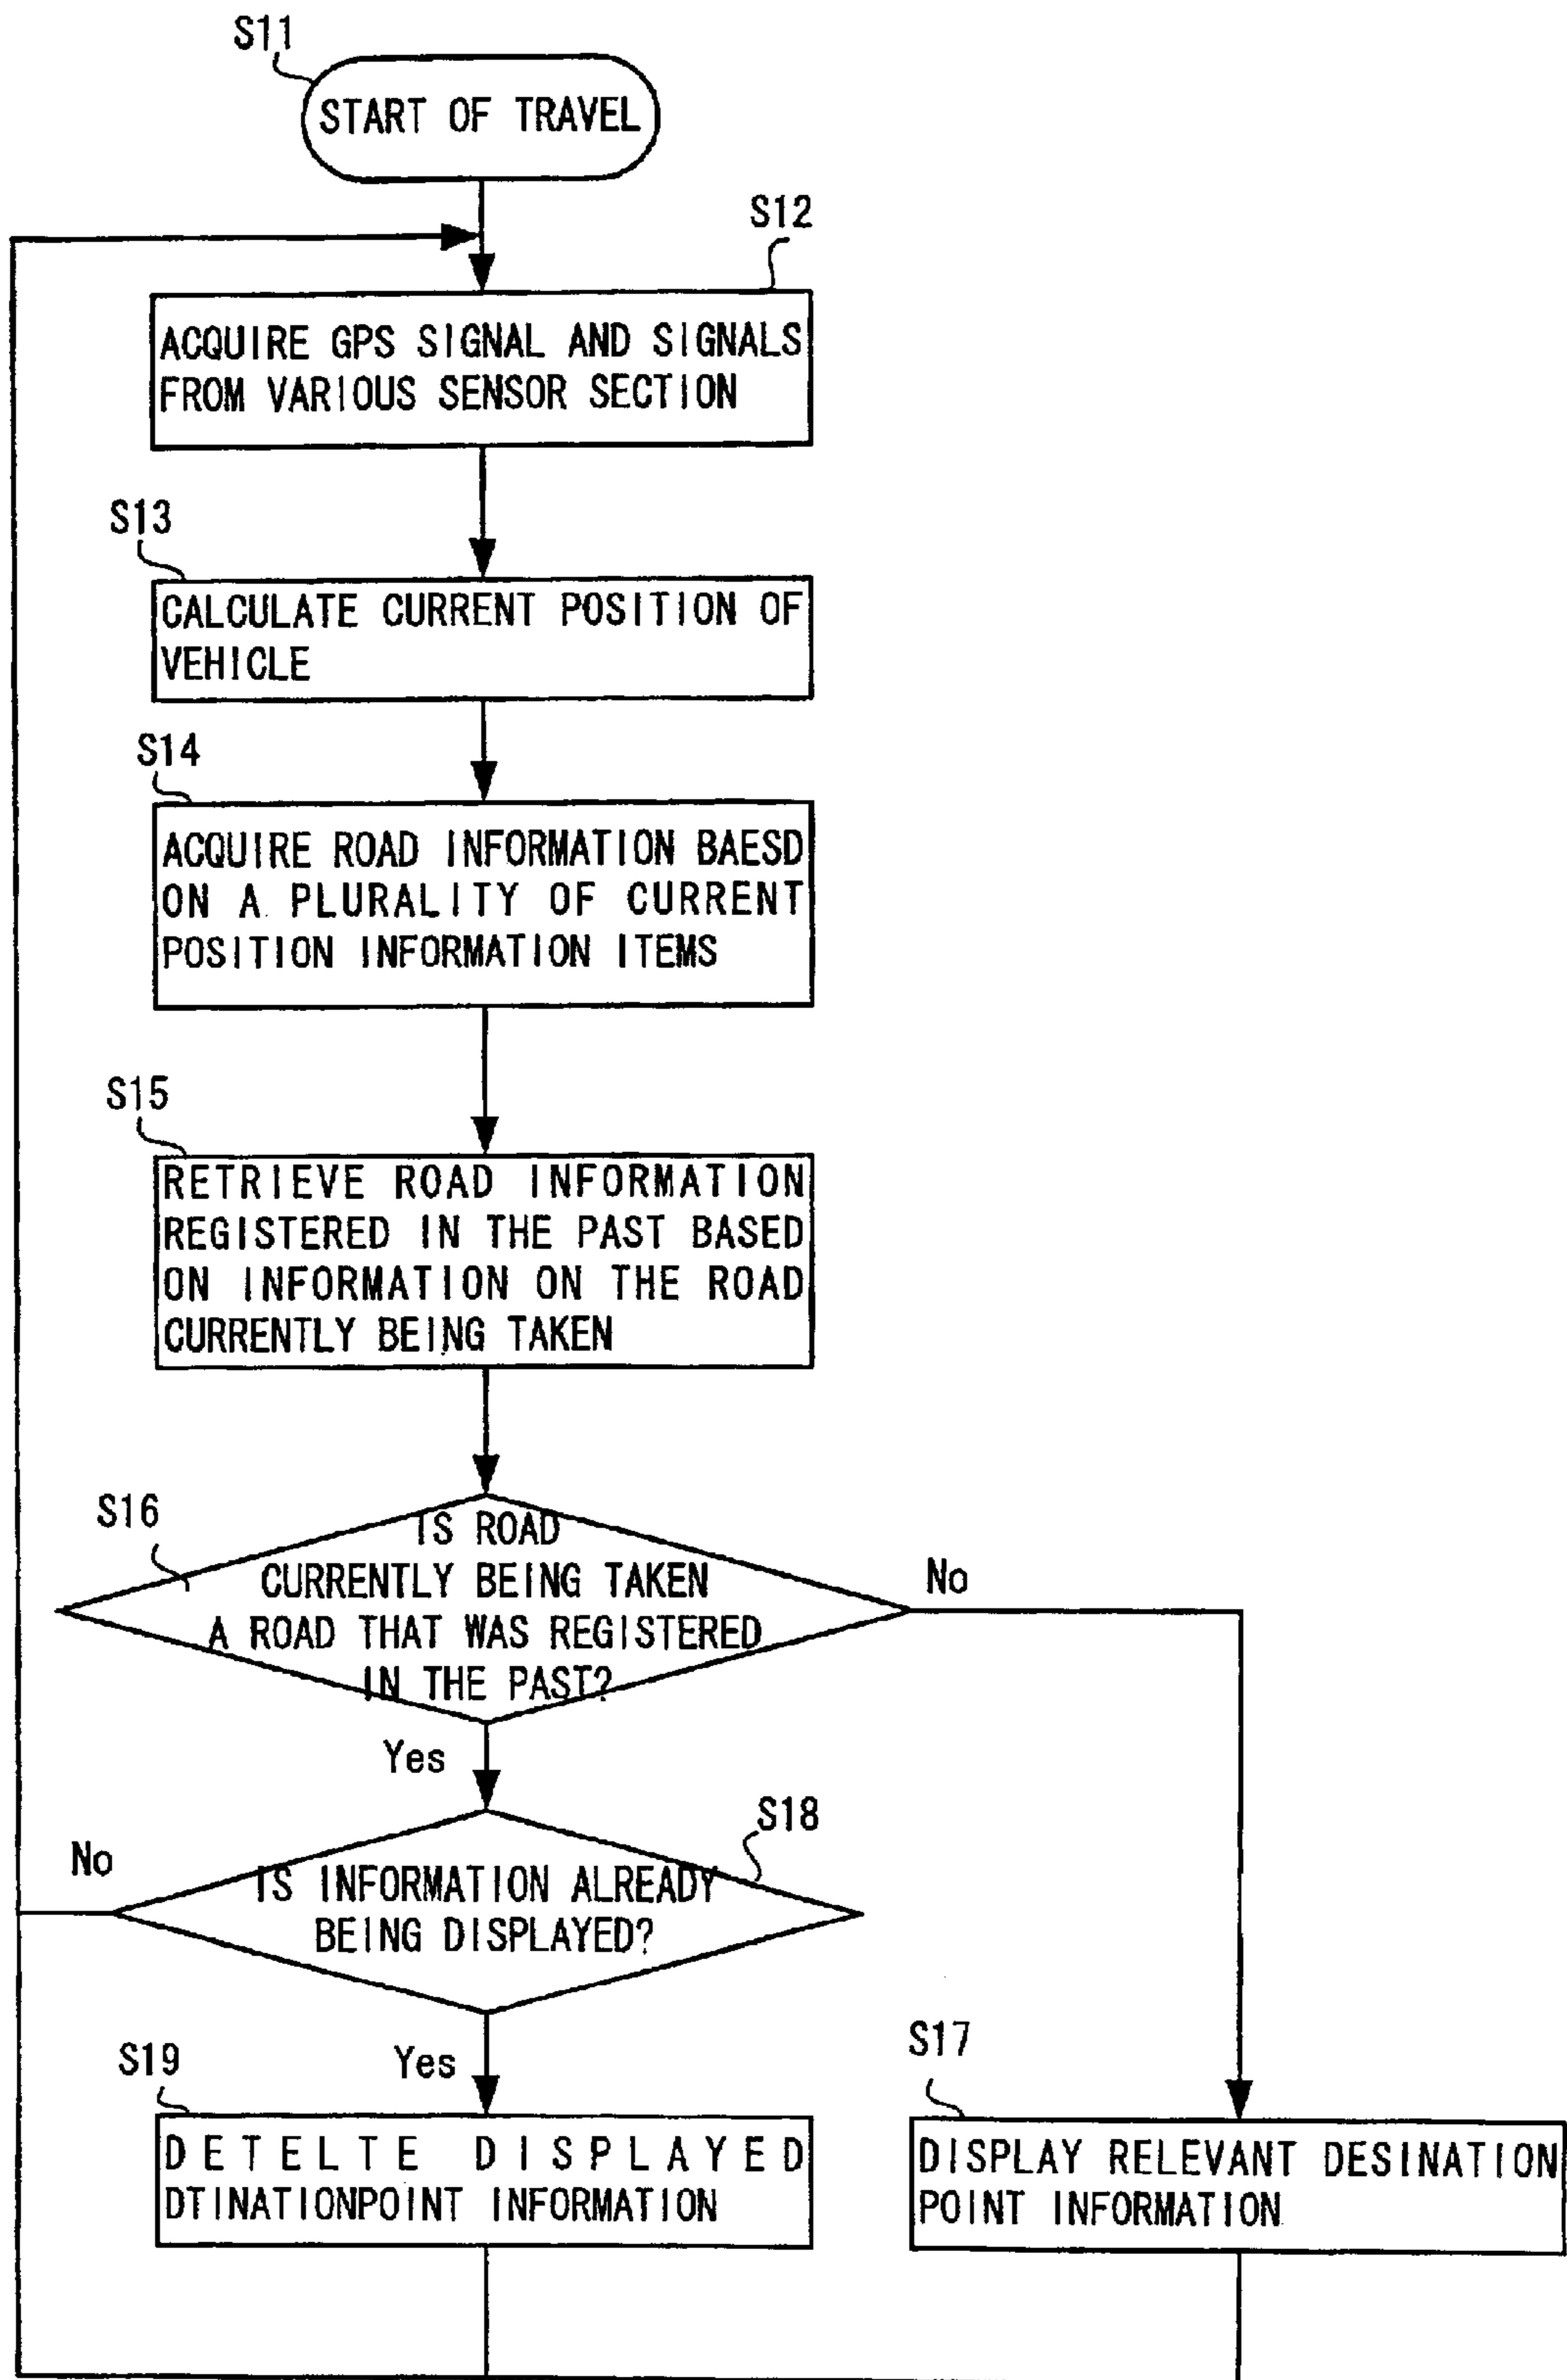 S11
START OF TRAVEL
S12
ACQUIRE GPS SIGNAL AND SIGNALS
FROM VARIOUS SENSOR SECTION
S13
CALCULATE CURRENT POSITION OF
VEHICLE
S14
ACQUIRE ROAD INFORMATION BAESD
ON A PLURALITY OF CURRENT
POSITION INFORMATION ITEMS
S15
RETRIEVE ROAD INFORMATION
REGISTERED IN THE PAST BASED
ON INFORMATION ON THE ROAD
CURRENTLY BEING TAKEN
S16
IS ROAD
CURRENTLY BEING TAKEN
A ROAD THAT WAS REGISTERED
IN THE PAST?
No
Yes
S18
No
IS INFORMATION ALREADY
BEING DISPLAYED?
Yes
S19
DETELTE DISPLAYED
DTINATIONPOINT INFORMATION
S17
DISPLAY RELEVANT DESINATION
POINT INFORMATION